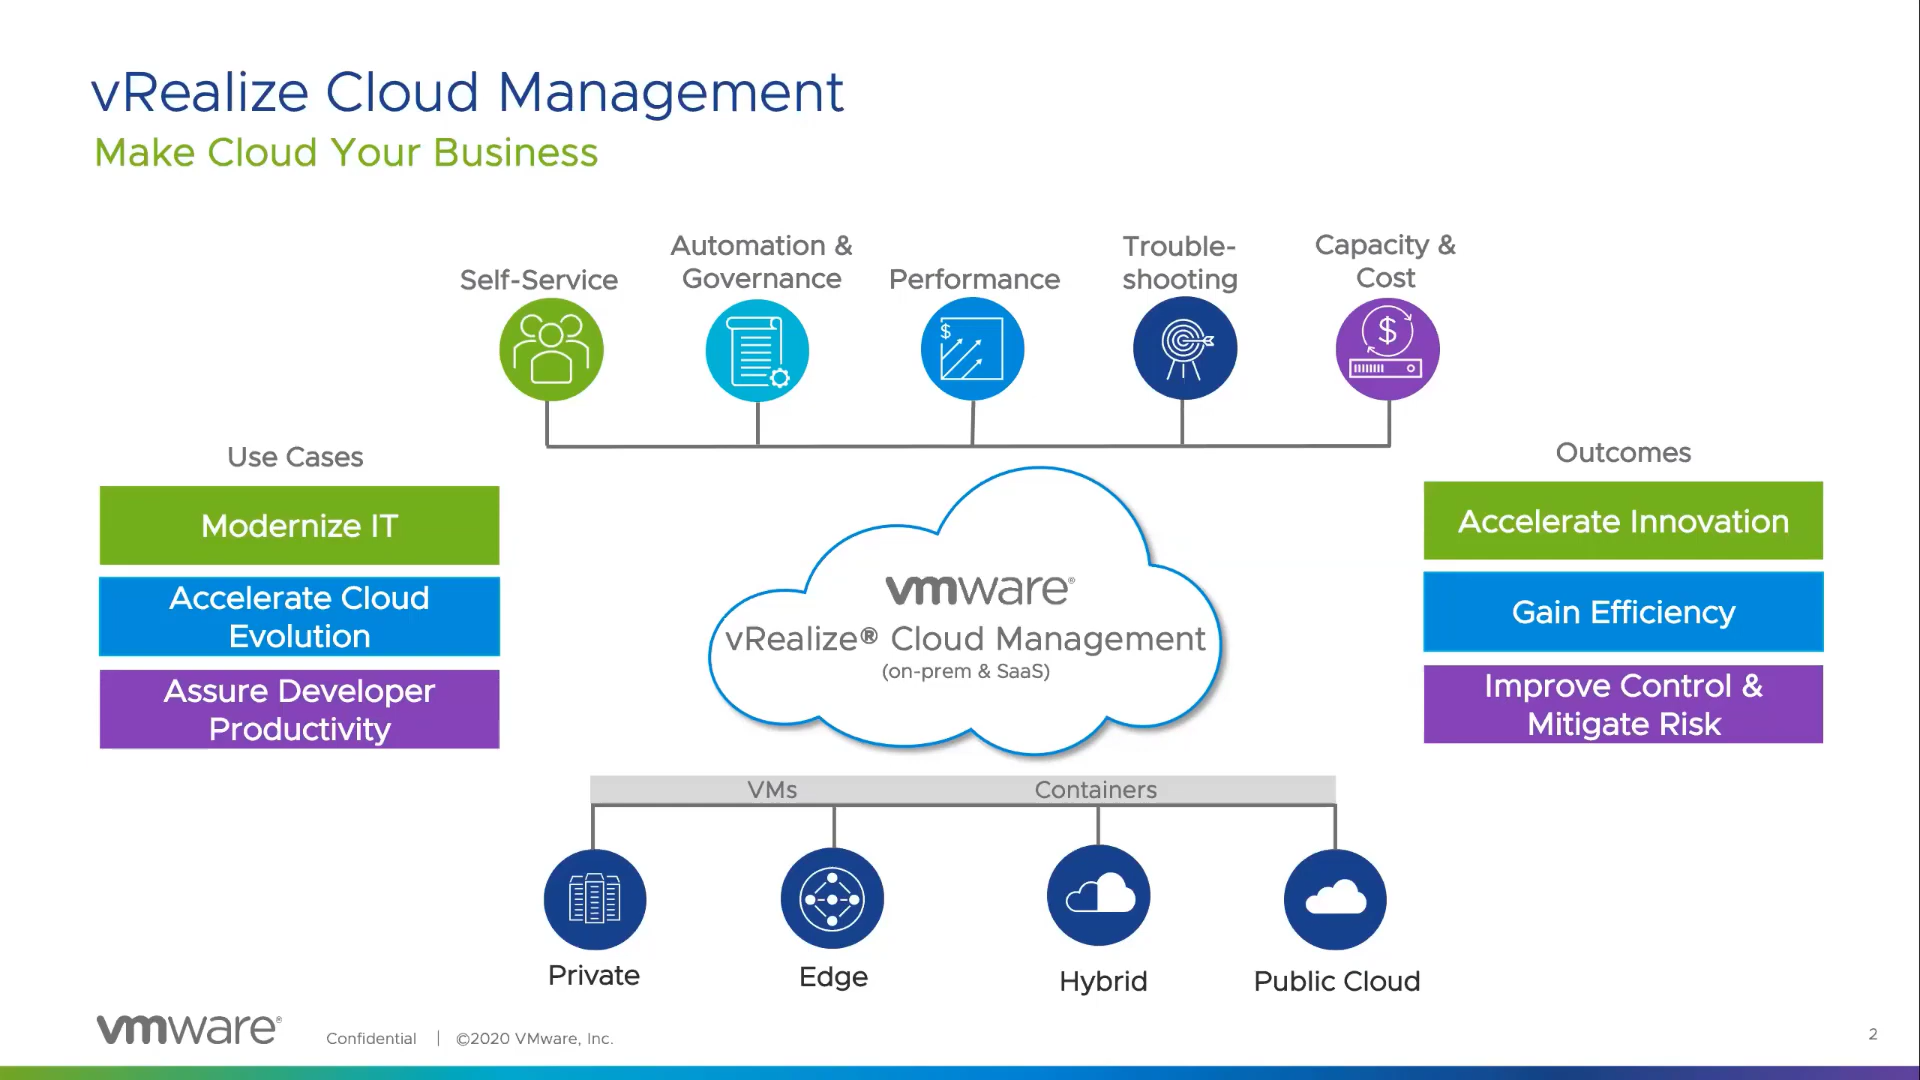 vRealize Cloud Management
Make Cloud Your Business
Self-Service
Automation &
Governance
Performance
Trouble-
shooting
Capacity &
Cost
$
$
Use Cases
Modernize IT
Accelerate Cloud
Evolution
Assure Developer
Productivity
vmware®
vRealize® Cloud Management
(on-prem & SaaS)
Outcomes
Accelerate Innovation
Gain Efficiency
Improve Control &
Mitigate Risk
VMs
Containers
Private
Edge
Hybrid
Public Cloud
vmware®
Confidential | ©2020 VMware, Inc.
2